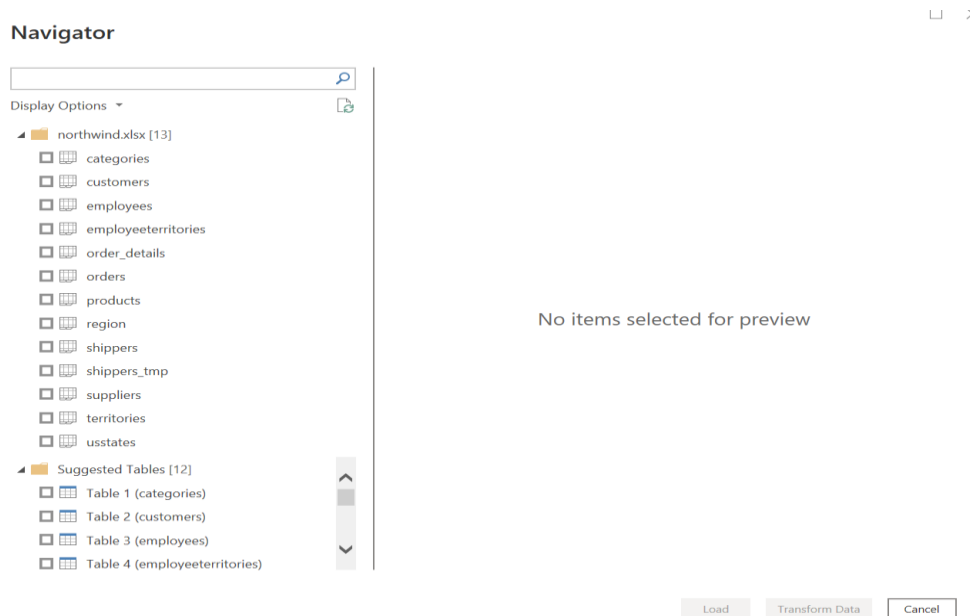 Navigator
Display Options
northwind.xlsx [13]
categories
customers
employees
employeeterritories
order_details
orders
products
region
shippers
shippers_tmp
suppliers
territories
usstates
Suggested Tables [12]
Table 1 (categories)
Table 2 (customers)
Table 3 (employees)
Table 4 (employeeterritories)
No items selected for preview
Load
Transform Data
Cancel